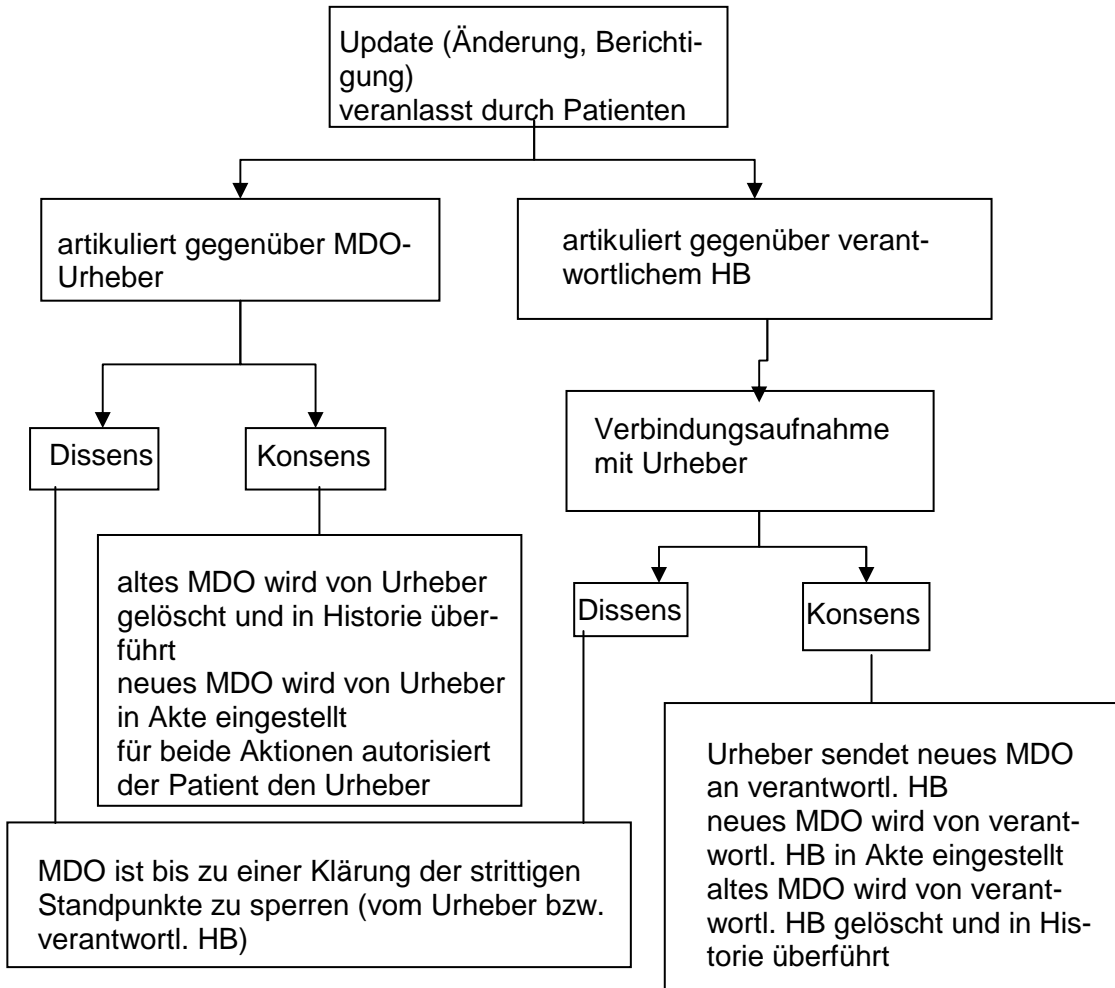 Update (Änderung, Berichti-
gung)
veranlasst durch Patienten
artikuliert gegenüber MDO-
Urheber
artikuliert gegenüber verant-
wortlichem HB
Dissens
Konsens
Verbindungsaufnahme
mit Urheber
altes MDO wird von Urheber
gelöscht und in Historie über-
führt
neues MDO wird von Urheber
in Akte eingestellt
für beide Aktionen autorisiert
der Patient den Urheber
Dissens
Konsens
MDO ist bis zu einer Klärung der strittigen
Standpunkte zu sperren (vom Urheber bzw.
verantwortl. HB)
Urheber sendet neues MDO
an verantwortl. HB
neues MDO wird von verant-
wortl. HB in Akte eingestellt
altes MDO wird von verant-
wortl. HB gelöscht und in His-
torie überführt